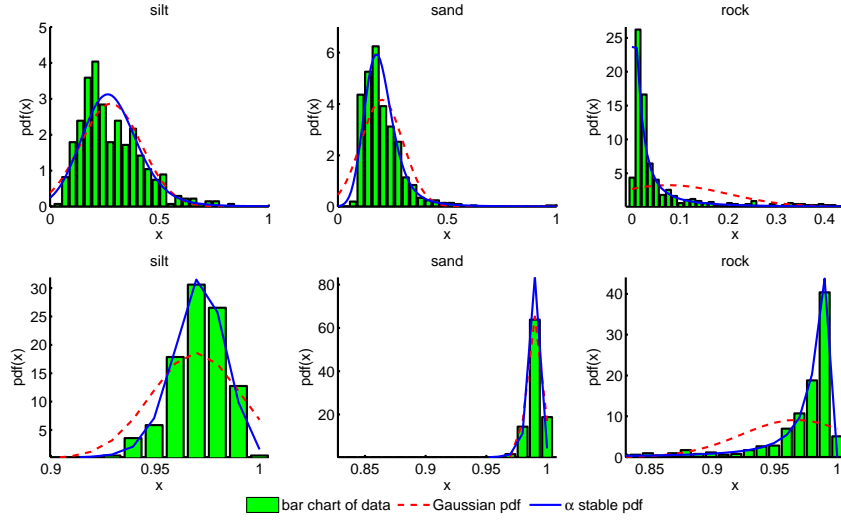 silt
sand
rock
pdf(x)
5
4
3
2
1
0
0
0.5
1
x
pdf(x)
6
4
2
0
0
0.5
1
x
pdf(x)
25
20
15
10
5
0
0.1
0.2
0.3
0.4
x
silt
sand
rock
pdf(x)
30
25
20
15
10
5
0.9
0.95
1
x
pdf(x)
80
60
40
20
0.85
0.9
0.95
1
x
pdf(x)
40
30
20
10
0
0.85
0.9
0.95
1
x
bar chart of data
Gaussian pdf
α stable pdf